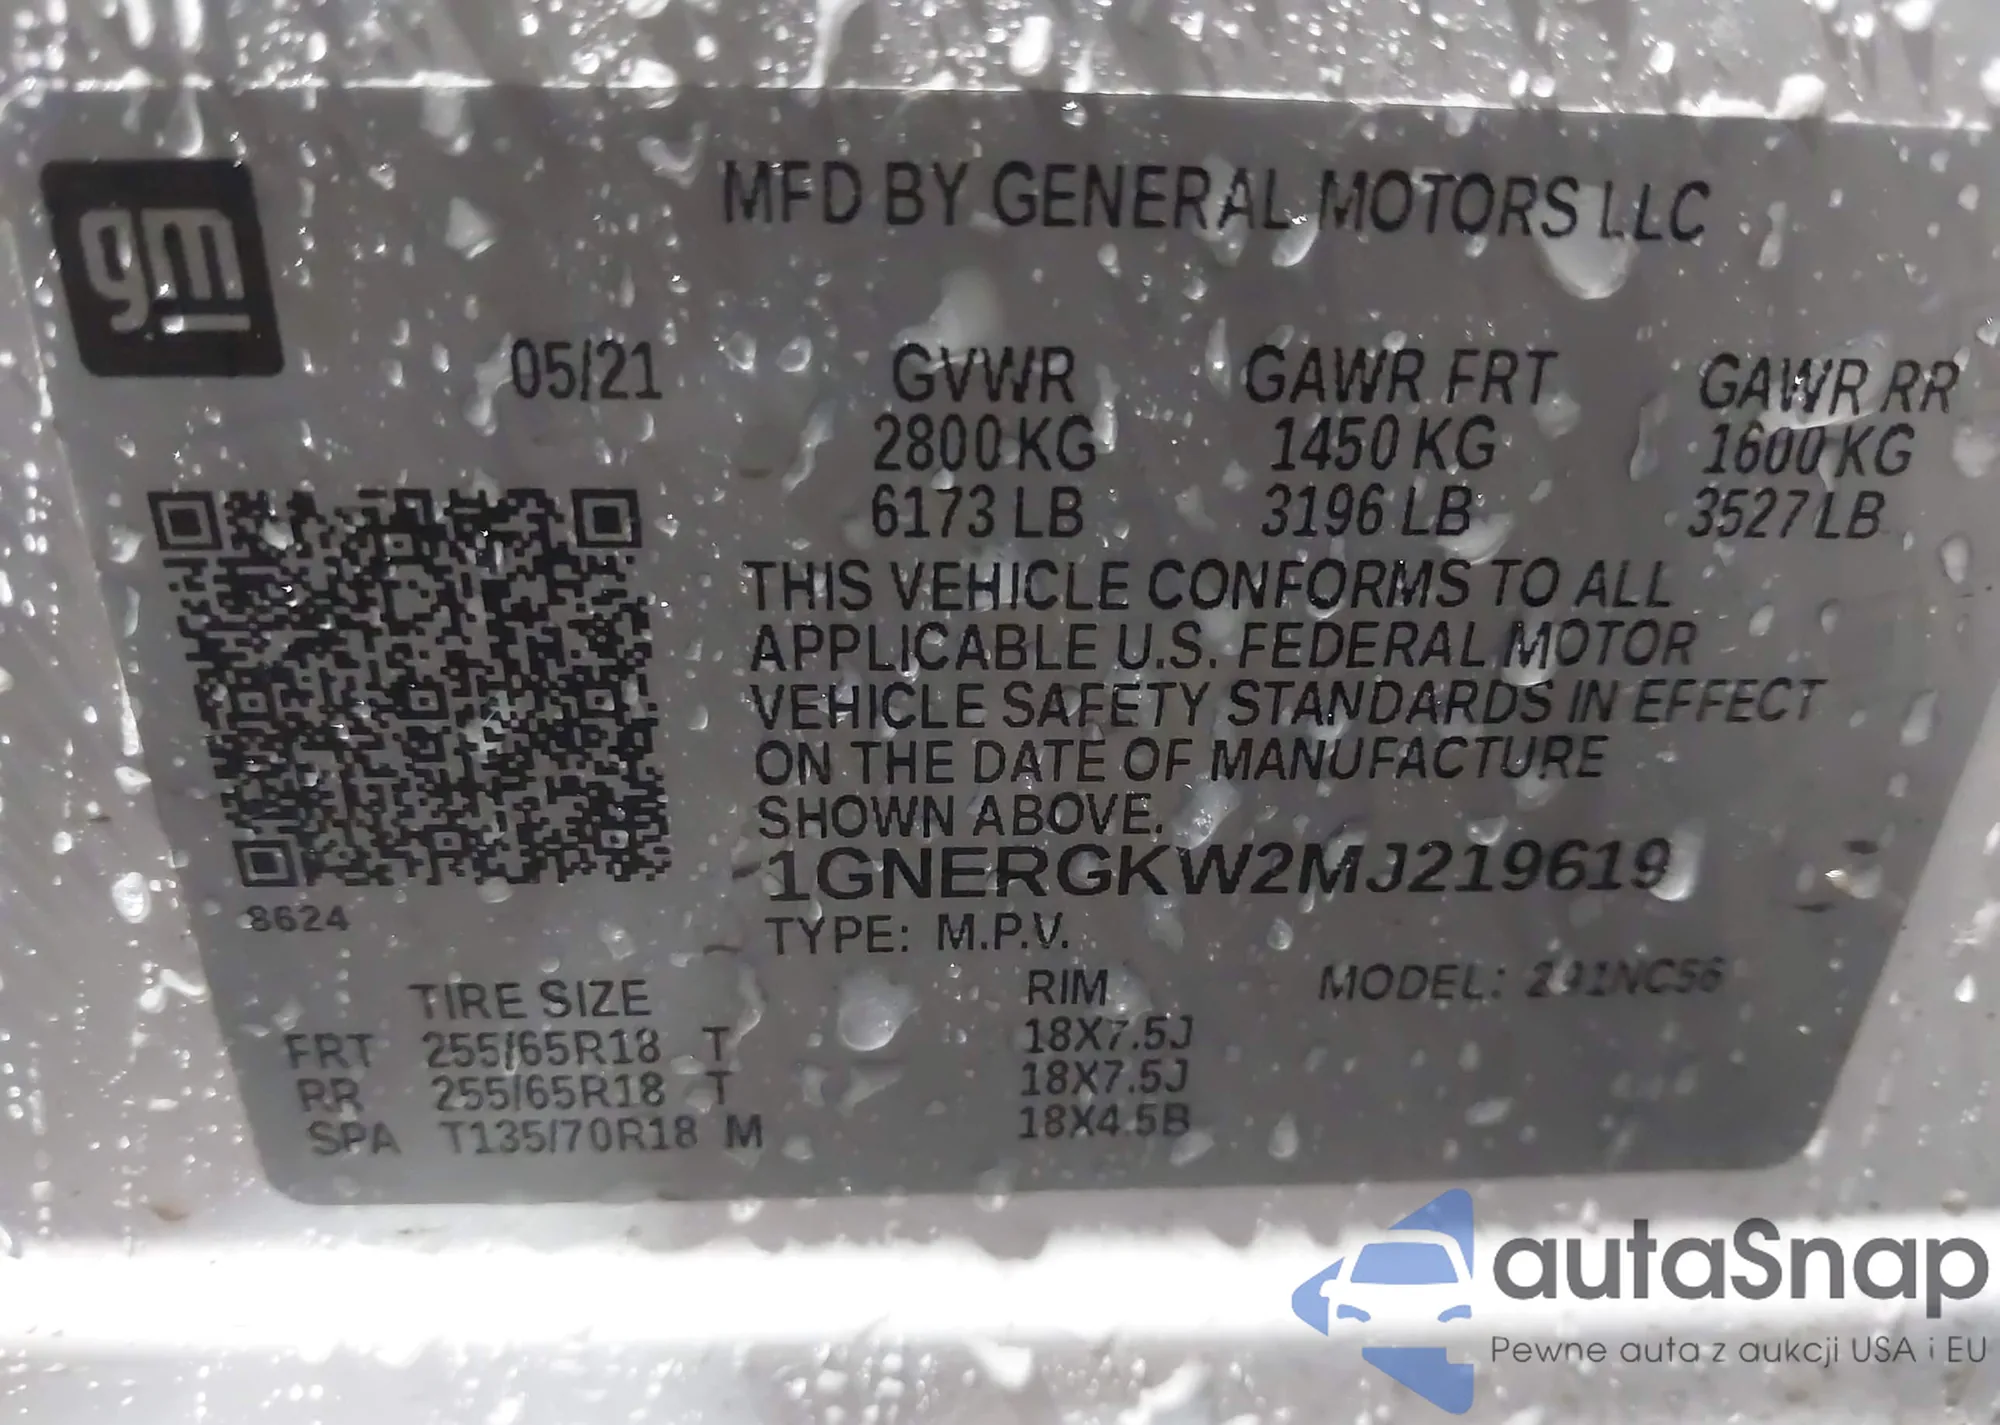 gm
MFD BY GENERAL MOTORS LLC
05/21
GVWR GAWR FRT GAWR RR
2800 KG 1450 KG 1600 KG
6173 LB 3196 LB 3527 LB
THIS VEHICLE CONFORMS TO ALL
APPLICABLE U.S. FEDERAL MOTOR
VEHICLE SAFETY STANDARDS IN EFFECT
ON THE DATE OF MANUFACTURE
SHOWN ABOVE.
1GNERGKW2MJ219619
8624
TYPE: M.P.V.
TIRE SIZE RIM MODEL:
FRT 255/65R18 T 18X7.5J
RR 255/65R18 T 18X7.5J
SPA T135/70R18 M 18X4.5B
autaSnap
Pewne auta z aukcji USA i EU